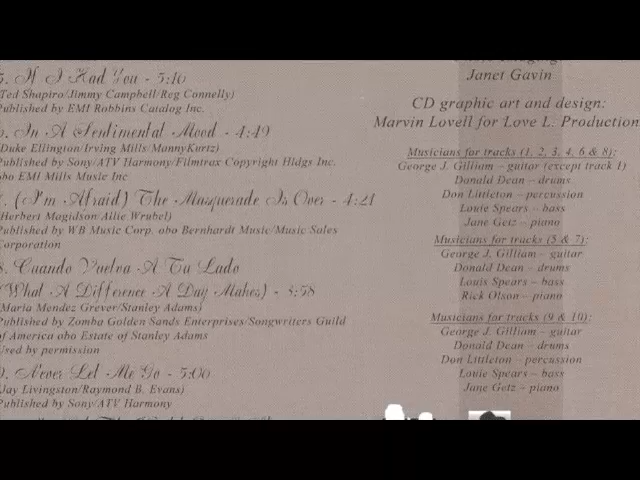 5. If I Had You - 5:16
Ted Shapiro/Jimmy Campbell/Reg Connelly)
Published by EMI Robbins Catalog Inc.
6. In A Sentimental Mood - 4:49
Duke Ellington/Irving Mills/MannyKurtz)
Published by Sony/ATV Harmony/Filmtrax Copyright Hldgs Inc.
obo EMI Mills Music Inc
7. (I'm Afraid) The Masquerade Is Over - 4:21
Herbert Magidson/Allie Wrubel)
Published by WB Music Corp. obo Bernhardt Music/Music Sales
Corporation
8. Cuando Vuelva A Tu Lado
(What A Difference A Day Makes) - 8:58
(Maria Mendez Grever/Stanley Adams)
Published by Zomba Golden Sands Enterprises/Songwriters Guild
of America obo Estate of Stanley Adams
Used by permission
9. Never Let Me Go - 5:00
Jay Livingston/Raymond B. Evans)
Published by Sony/ATV Harmony
Janet Gavin
CD graphic art and design:
Marvin Lovell for Love L. Production
Musicians for tracks (1, 2, 3, 4, 6 & 8):
George J. Gilliam – guitar (except track 1)
Donald Dean – drums
Don Littleton – percussion
Louie Spears – bass
Jane Getz – piano
Musicians for tracks (5 & 7):
George J. Gilliam – guitar
Donald Dean – drums
Louis Spears – bass
Rick Olson – piano
Musicians for tracks (9 & 10):
George J. Gilliam – guitar
Donald Dean – drums
Don Littleton – percussion
Louie Spears – bass
Jane Getz – piano